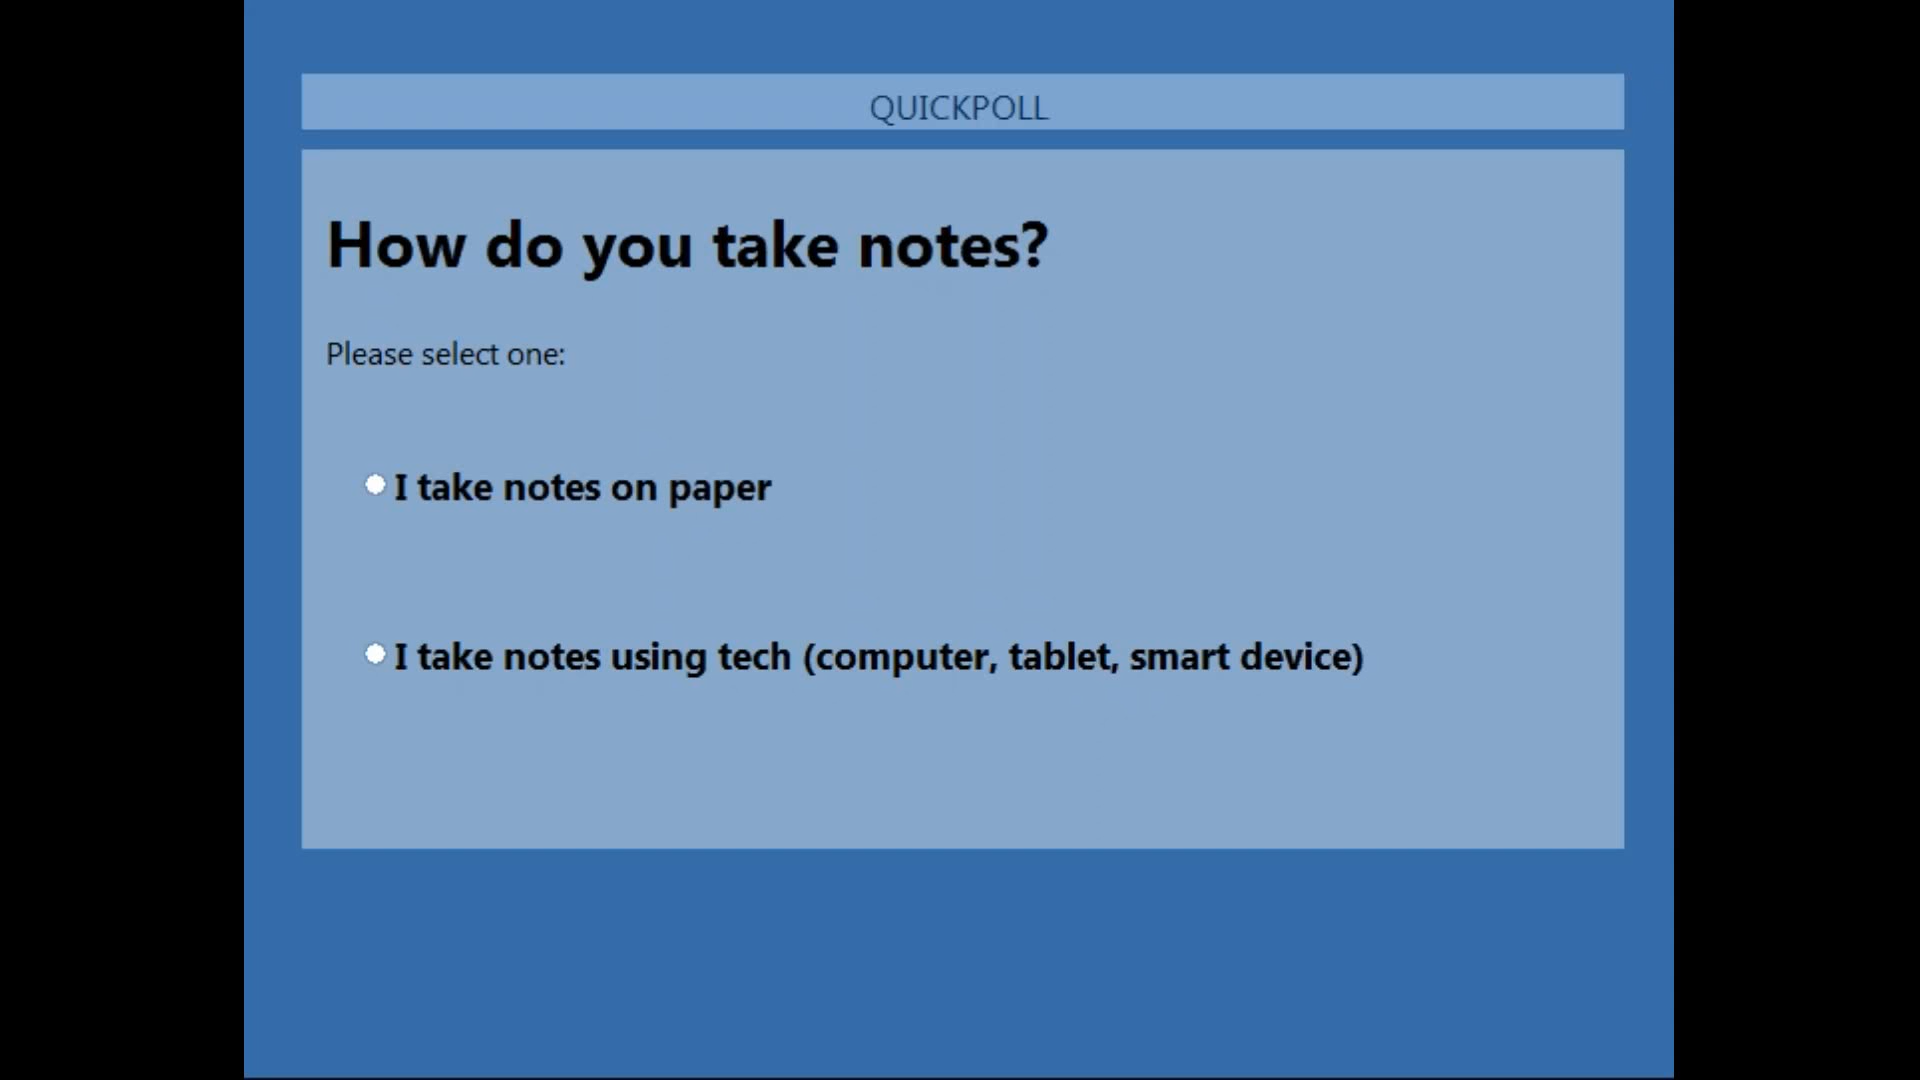 QUICKPOLL
How do you take notes?
Please select one:
I take notes on paper
I take notes using tech (computer, tablet, smart device)